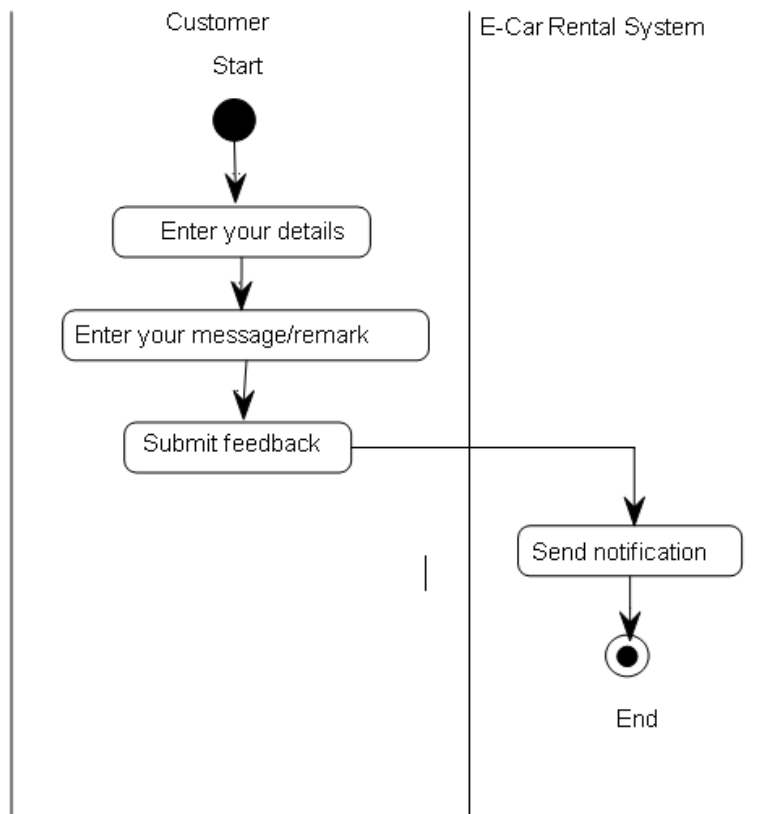 Customer
E-Car Rental System
Start
Enter your details
Enter your message/remark
Submit feedback
Send notification
End